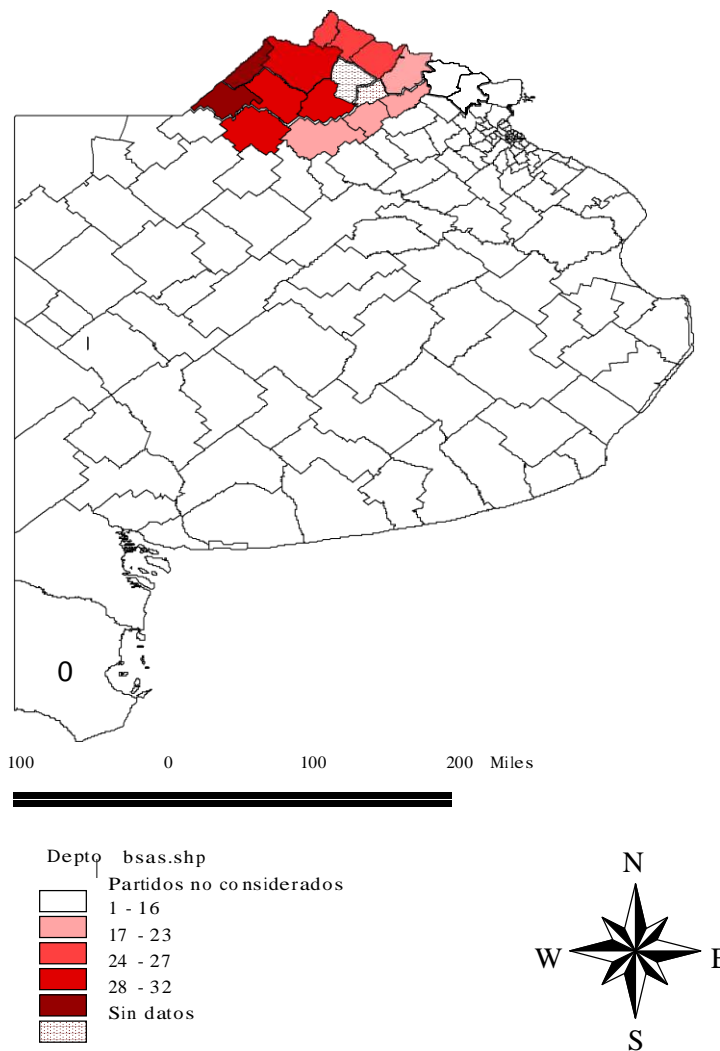 I
0
100 0 100 200 Miles
Depto bsas.shp
Partidos no considerados
1 - 16
17 - 23
24 - 27
28 - 32
Sin datos
N
W E
S